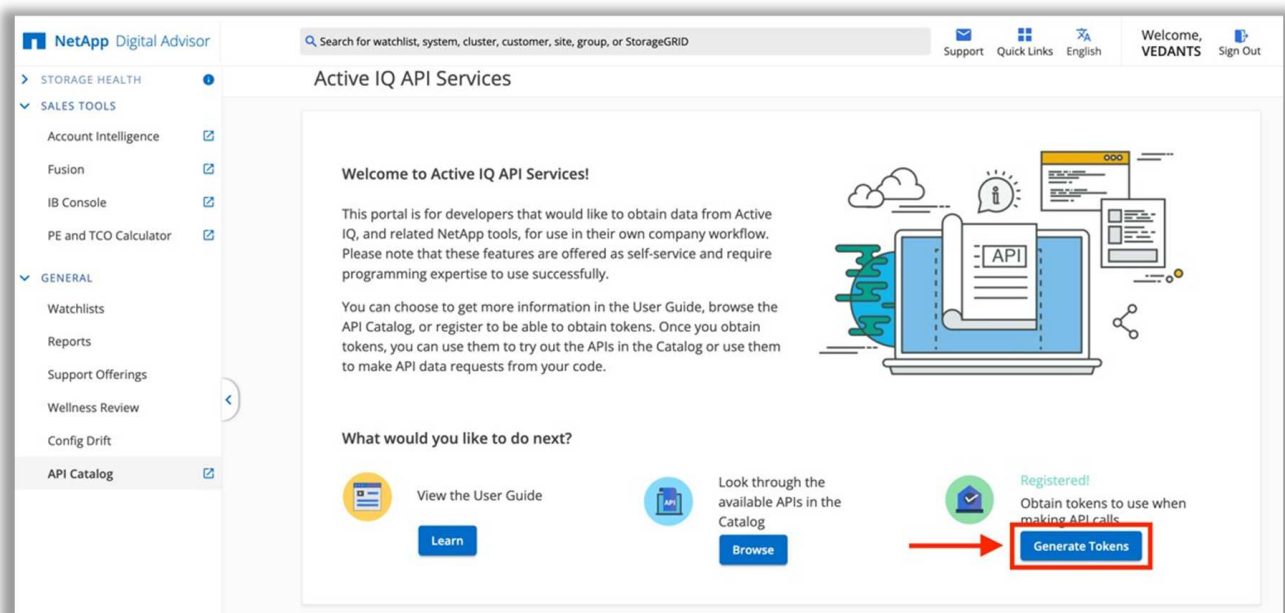 NetApp Digital Advisor
Search for watchlist, system, cluster, customer, site, group, or StorageGRID
Support
Quick Links
English
Welcome,
VEDANTS
Sign Out
STORAGE HEALTH
SALES TOOLS
Account Intelligence
Fusion
IB Console
PE and TCO Calculator
GENERAL
Watchlists
Reports
Support Offerings
Wellness Review
Config Drift
API Catalog
Active IQ API Services
Welcome to Active IQ API Services!
This portal is for developers that would like to obtain data from Active
IQ, and related NetApp tools, for use in their own company workflow.
Please note that these features are offered as self-service and require
programming expertise to use successfully.
You can choose to get more information in the User Guide, browse the
API Catalog, or register to be able to obtain tokens. Once you obtain
tokens, you can use them to try out the APIs in the Catalog or use them
to make API data requests from your code.
API
What would you like to do next?
View the User Guide
Learn
API
Look through the
available APIs in the
Catalog
Browse
Registered!
Obtain tokens to use when
making API calls
Generate Tokens